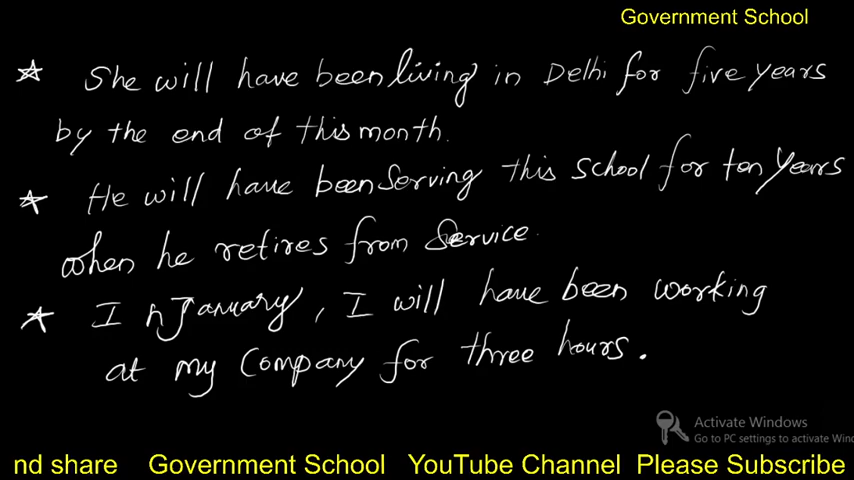 Government School
☆ She will have been living in Delhi for five years
by the end of this month.
☆ He will have been Serving this school for ten years
when he retires from Service.
☆ In January, I will have been working
at my Company for three hours.
Activate Windows
Go to PC settings to activate Win
nd share Government School YouTube Channel Please Subscribe